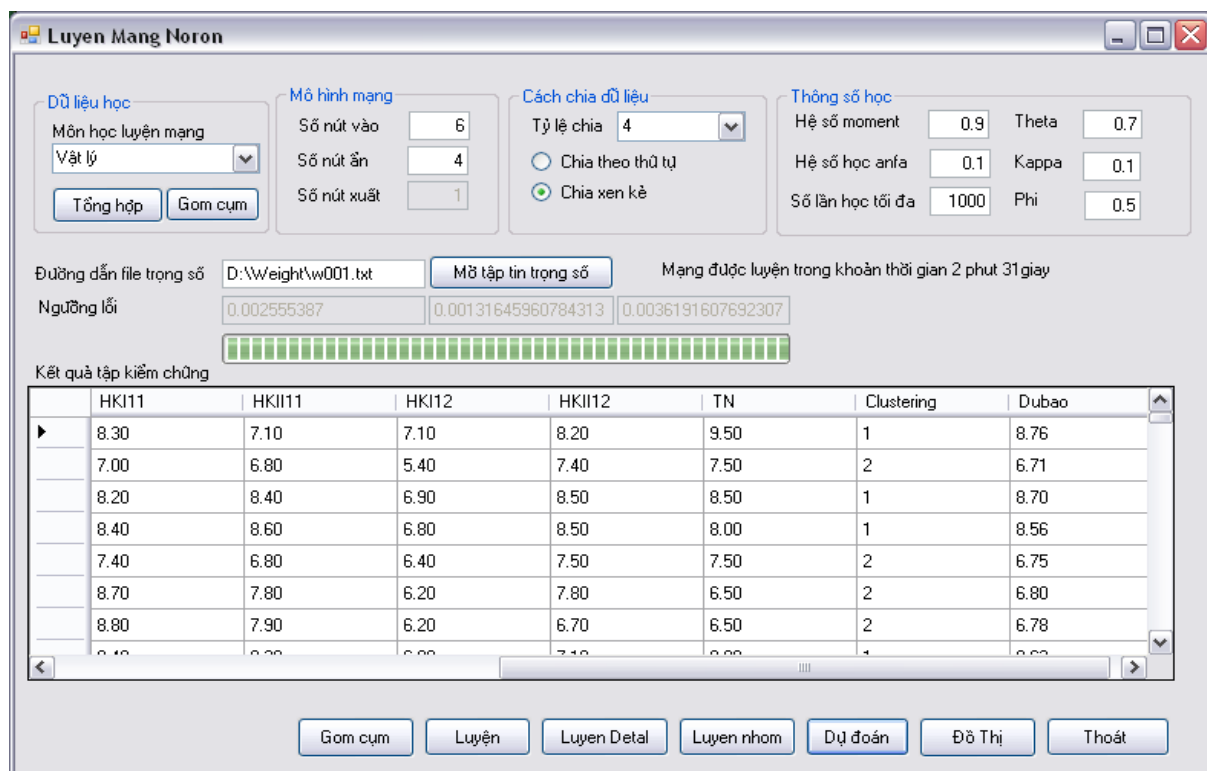 Luyen Mang Noron
Dữ liệu học
Môn học luyện mạng
Vật lý
Tổng hợp Gom cụm
Mô hình mạng
Số nút vào 6
Số nút ẩn 4
Số nút xuất 1
Cách chia dữ liệu
Tỷ lệ chia 4
Chia theo thứ tự
Chia xen kẻ
Thông số học
Hệ số moment 0.9 Theta 0.7
Hệ số học anfa 0.1 Kappa 0.1
Số lần học tối đa 1000 Phi 0.5
Đường dẫn file trọng số D:\Weight\w001.txt Mở tập tin trọng số Mạng được luyện trong khoản thời gian 2 phut 31giay
Ngưỡng lỗi 0.002555387 0.00131645960784313 0.0036191607692307
Kết quả tập kiểm chứng
HKI11 HKII11 HKI12 HKII12 TN Clustering Dubao
8.30 7.10 7.10 8.20 9.50 1 8.76
7.00 6.80 5.40 7.40 7.50 2 6.71
8.20 8.40 6.90 8.50 8.50 1 8.70
8.40 8.60 6.80 8.50 8.00 1 8.56
7.40 6.80 6.40 7.50 7.50 2 6.75
8.70 7.80 6.20 7.80 6.50 2 6.80
8.80 7.90 6.20 6.70 6.50 2 6.78
Gom cụm Luyện Luyen Detal Luyen nhom Dự đoán Đồ Thị Thoát